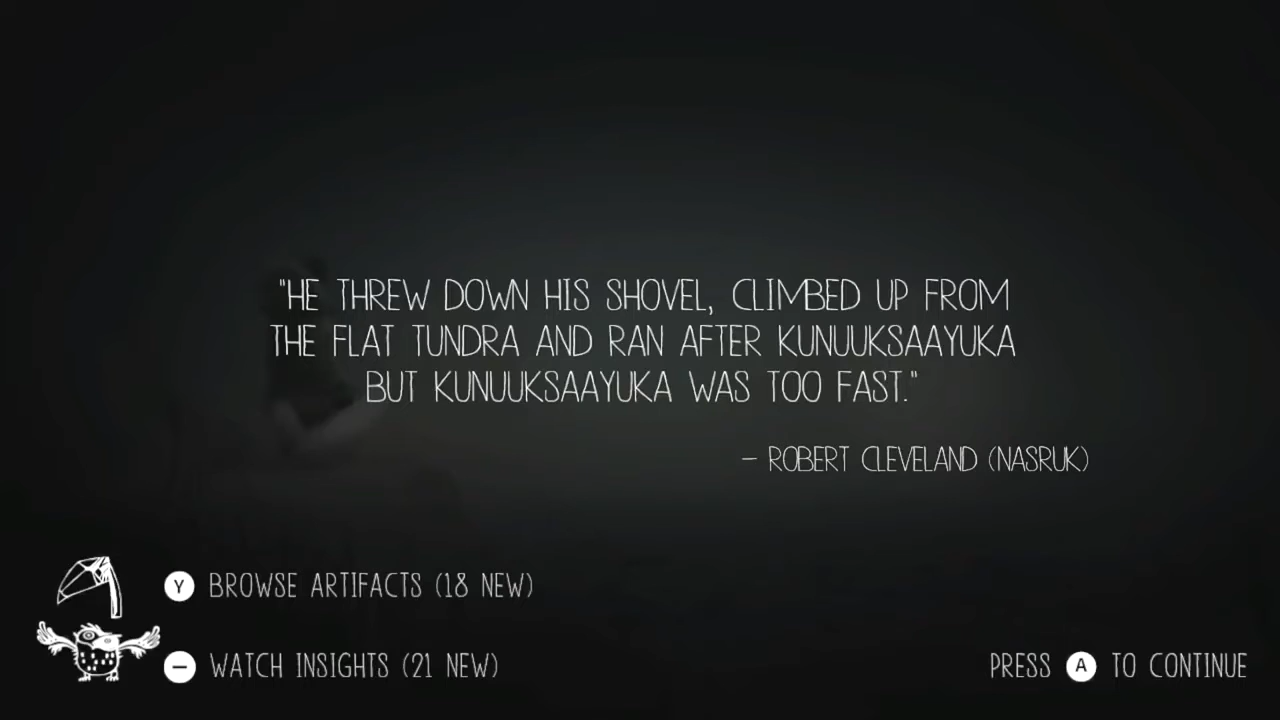 "HE THREW DOWN HIS SHOVEL, CLIMBED UP FROM
THE FLAT TUNDRA AND RAN AFTER KUNUUKSAAYUKA
BUT KUNUUKSAAYUKA WAS TOO FAST."
– ROBERT CLEVELAND (NASRUK)
Y BROWSE ARTIFACTS (18 NEW)
– WATCH INSIGHTS (21 NEW)
PRESS A TO CONTINUE